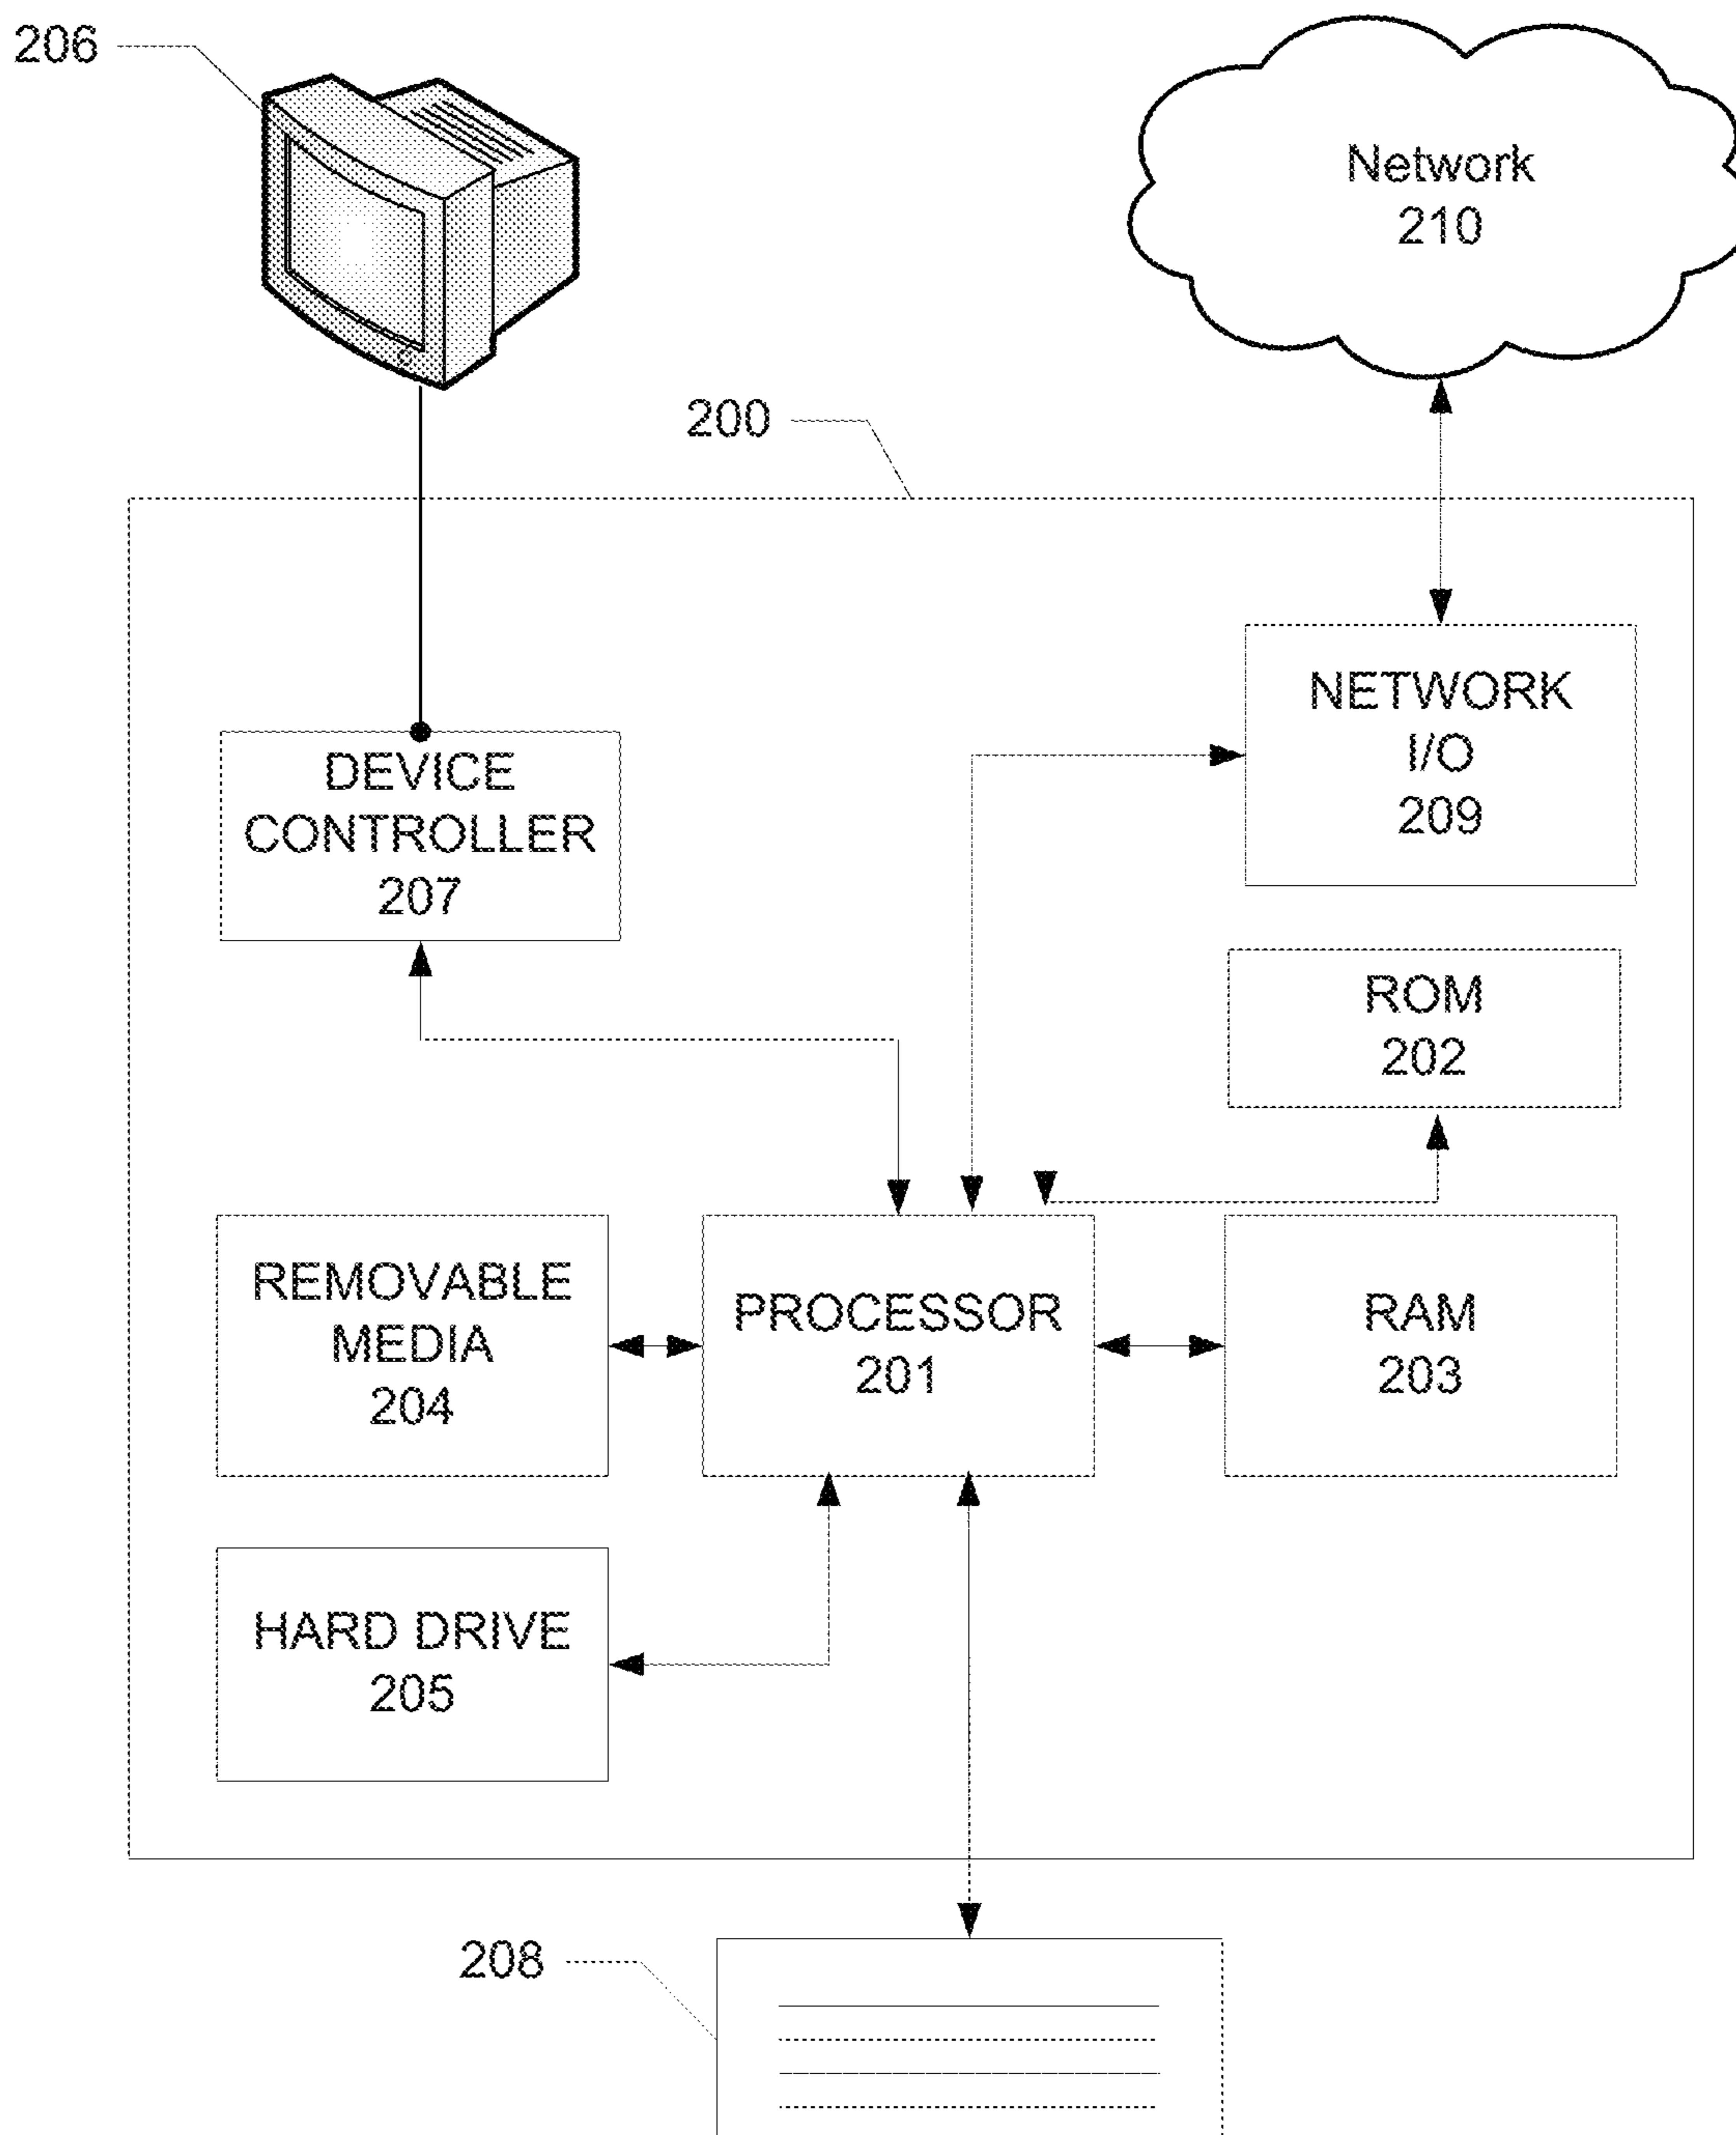 206
Network
210
200
NETWORK
I/O
209
DEVICE
CONTROLLER
207
ROM
202
REMOVABLE
MEDIA
204
PROCESSOR
201
RAM
203
HARD DRIVE
205
208